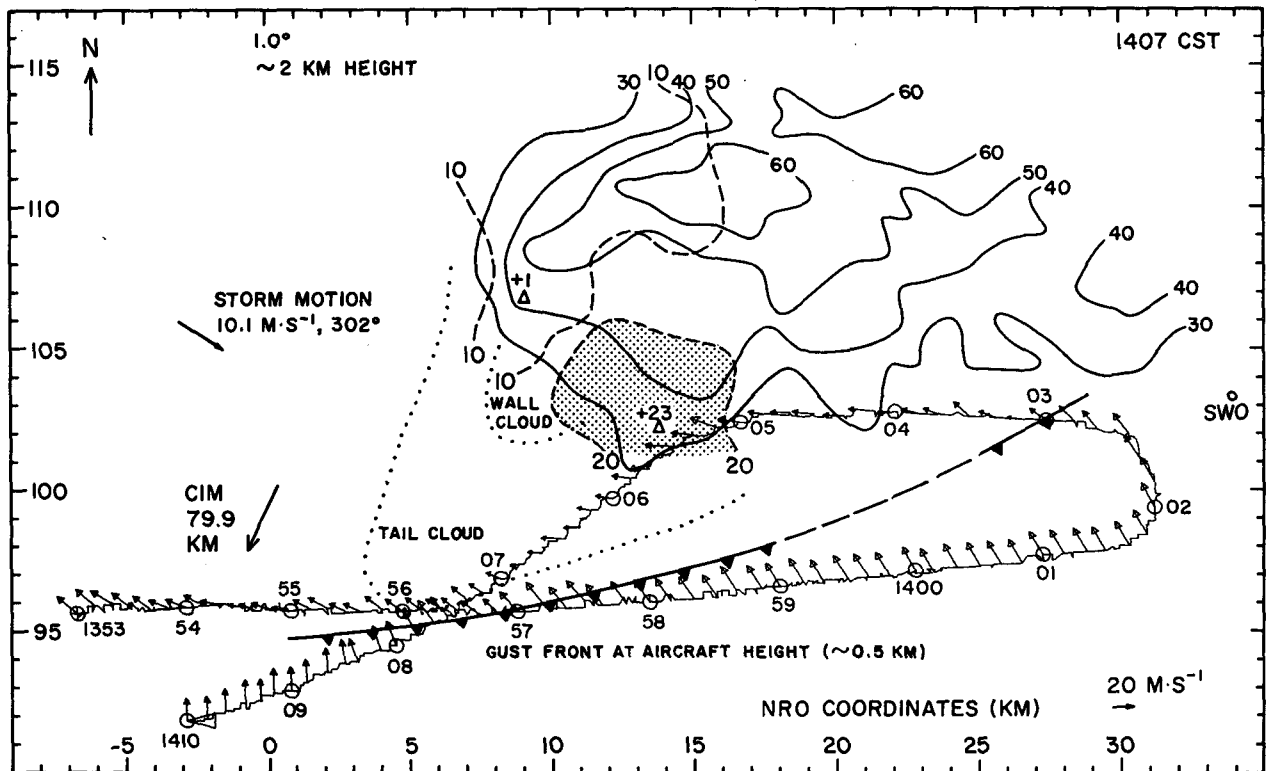 1.0°
~2 KM HEIGHT
1407 CST
N
115
110
105
100
95
30
10
40
50
60
60
60
50
40
40
40
30
10
10
10
+1
Δ
STORM MOTION
10.1 M·S⁻¹, 302°
WALL
CLOUD
+23
Δ
20
20
CIM
79.9
KM
TAIL CLOUD
SWO
03
04
05
06
07
02
01
1400
59
58
57
56
55
54
1353
08
09
1410
GUST FRONT AT AIRCRAFT HEIGHT (~0.5 KM)
20 M·S⁻¹
NRO COORDINATES (KM)
-5 0 5 10 15 20 25 30